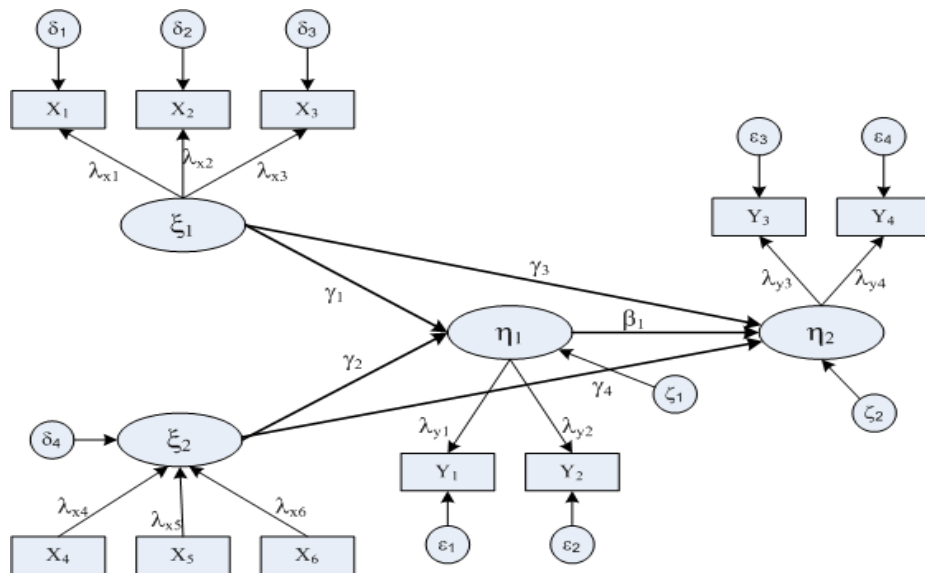 δ₁ δ₂ δ₃
X₁ X₂ X₃
λₓ₁ λₓ₂ λₓ₃
ξ₁
ε₃ ε₄
Y₃ Y₄
λy₃ λy₄
γ₃
γ₁
η₁ β₁ η₂
γ₂
γ₄
ζ₁ ζ₂
δ₄ ξ₂
λy₁ λy₂
Y₁ Y₂
λₓ₄ λₓ₅ λₓ₆
X₄ X₅ X₆
ε₁ ε₂